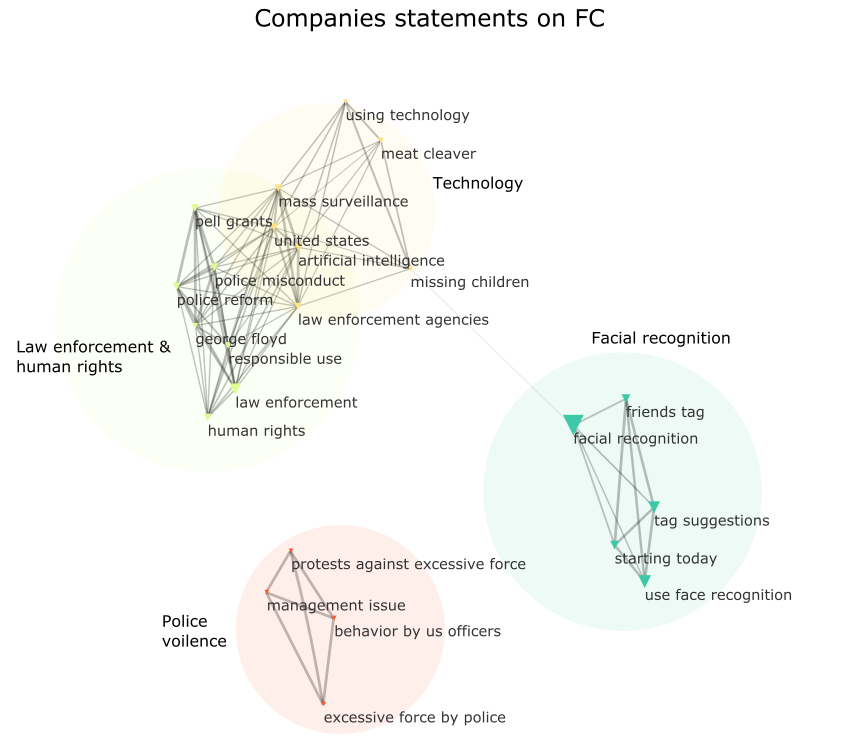 Companies statements on FC
using technology
meat cleaver
Technology
mass surveillance
pell grants
united states
artificial intelligence
police misconduct
missing children
police reform
law enforcement agencies
george floyd
responsible use
Law enforcement &
human rights
law enforcement
human rights
Facial recognition
friends tag
facial recognition
tag suggestions
starting today
use face recognition
protests against excessive force
management issue
Police
voilence
behavior by us officers
excessive force by police